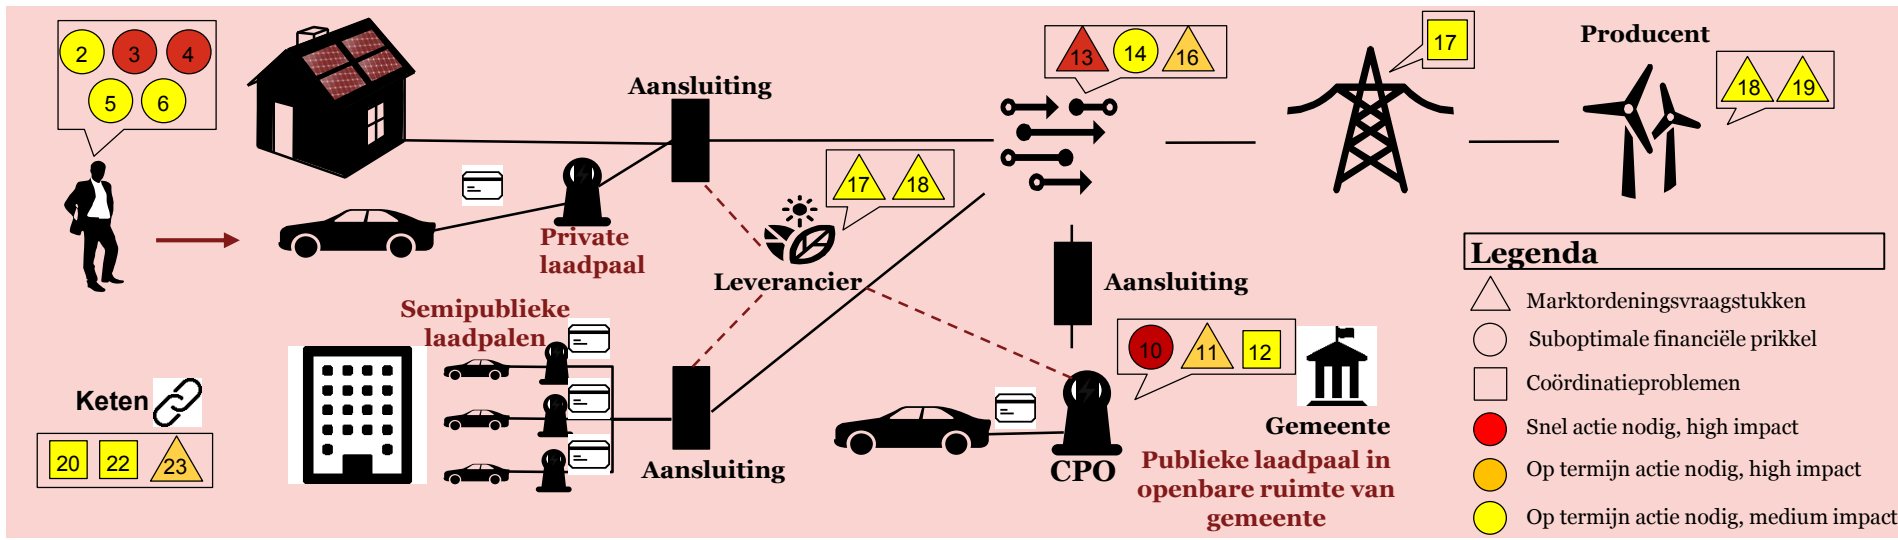 2 3 4
5 6
Aansluiting
13 14 16
17
Producent
18 19
17 18
Private
laadpaal
Leverancier
Aansluiting
Semipublieke
laadpalen
Keten
20 22 23
Aansluiting
10 11 12
Gemeente
CPO
Publieke laadpaal in
openbare ruimte van
gemeente
Legenda
Marktordeningsvraagstukken
Suboptimale financiële prikkel
Coördinatieproblemen
Snel actie nodig, high impact
Op termijn actie nodig, high impact
Op termijn actie nodig, medium impact